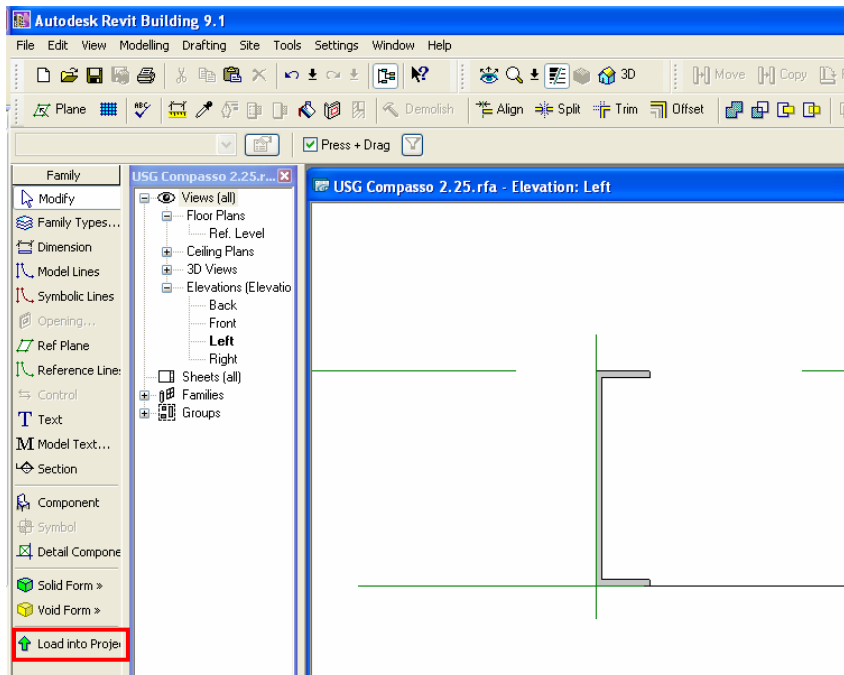 Autodesk Revit Building 9.1
File Edit View Modelling Drafting Site Tools Settings Window Help
3D Move Copy
Plane Demolish Align Split Trim Offset
Press + Drag
Family
Modify
Family Types...
Dimension
Model Lines
Symbolic Lines
Opening...
Ref Plane
Reference Line
Control
T Text
M Model Text...
Section
Component
Symbol
Detail Compone
Solid Form »
Void Form »
Load into Proje
USG Compasso 2.25.r...
Views (all)
Floor Plans
Ref. Level
Ceiling Plans
3D Views
Elevations (Elevatio
Back
Front
Left
Right
Sheets (all)
Families
Groups
USG Compasso 2.25.rfa - Elevation: Left